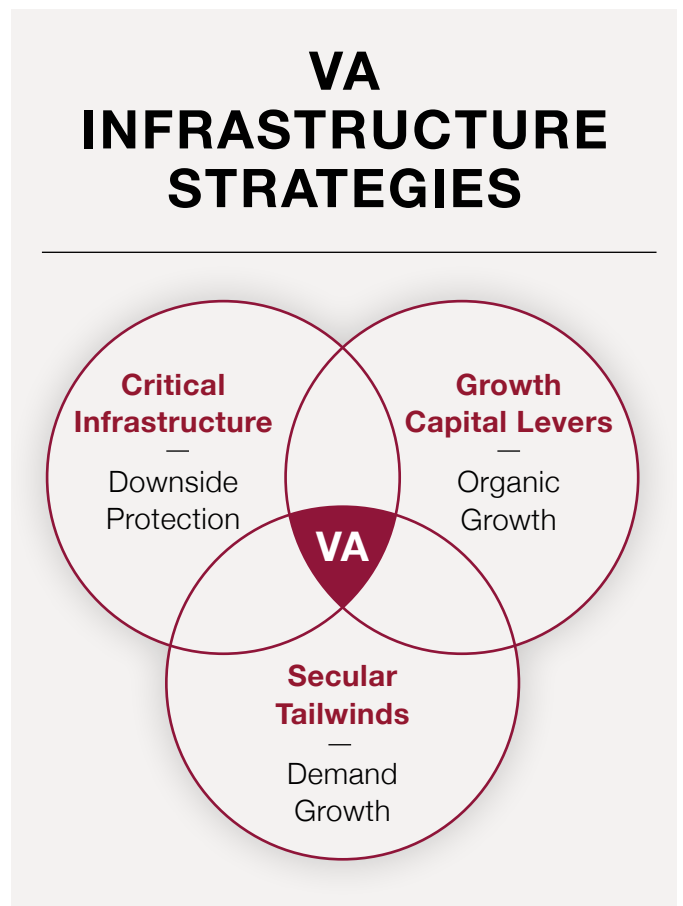 VA
INFRASTRUCTURE
STRATEGIES
Critical
Infrastructure
—
Downside
Protection
Growth
Capital Levers
—
Organic
Growth
VA
Secular
Tailwinds
—
Demand
Growth